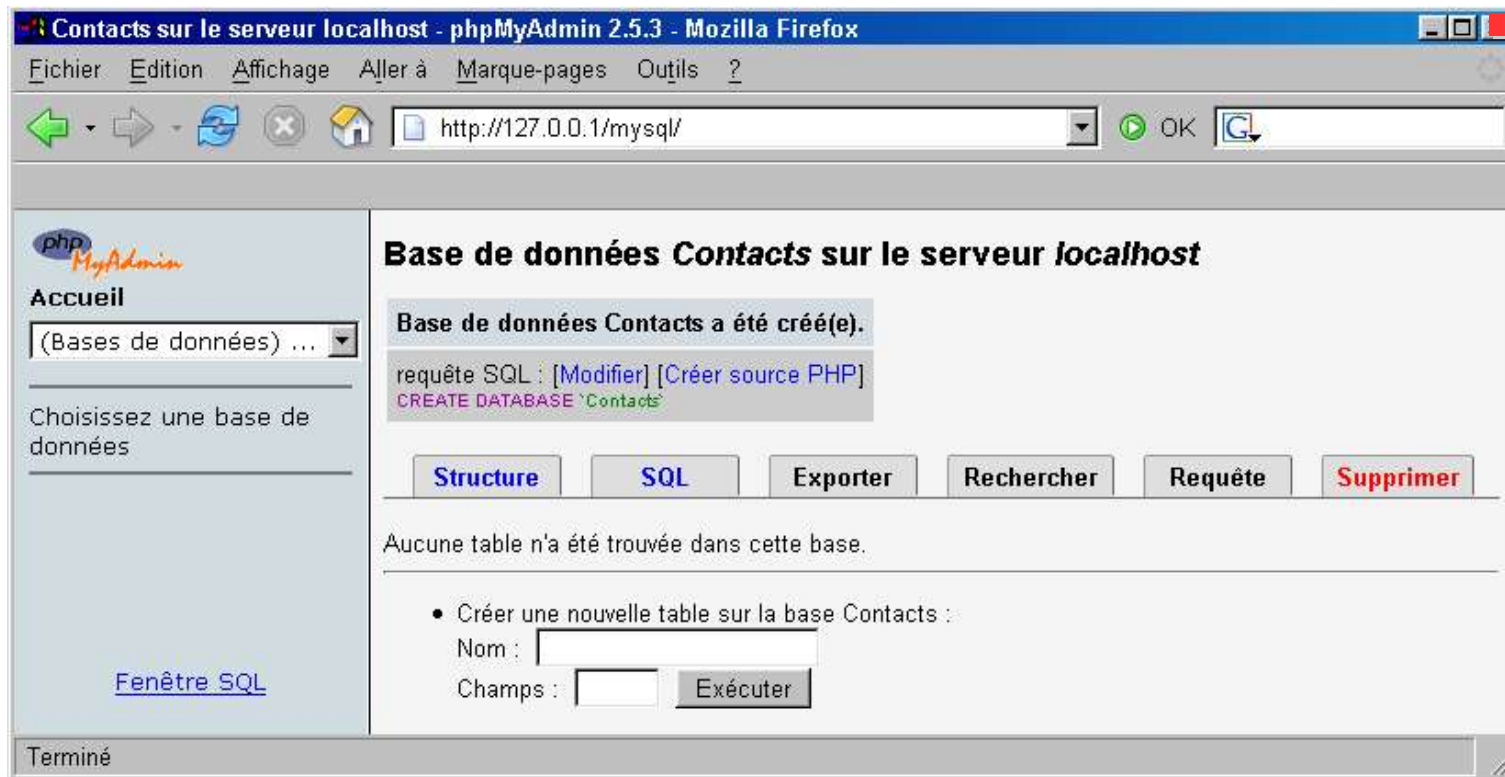 Contacts sur le serveur localhost - phpMyAdmin 2.5.3 - Mozilla Firefox
Fichier Edition Affichage Aller à Marque-pages Outils ?
http://127.0.0.1/mysql/ OK G
php
MyAdmin
Accueil
(Bases de données) ...
Choisissez une base de
données
Fenêtre SQL
Base de données Contacts sur le serveur localhost
Base de données Contacts a été créé(e).
requête SQL : [Modifier] [Créer source PHP]
CREATE DATABASE `Contacts`
Structure SQL Exporter Rechercher Requête Supprimer
Aucune table n'a été trouvée dans cette base.
• Créer une nouvelle table sur la base Contacts :
Nom :
Champs : Exécuter
Terminé